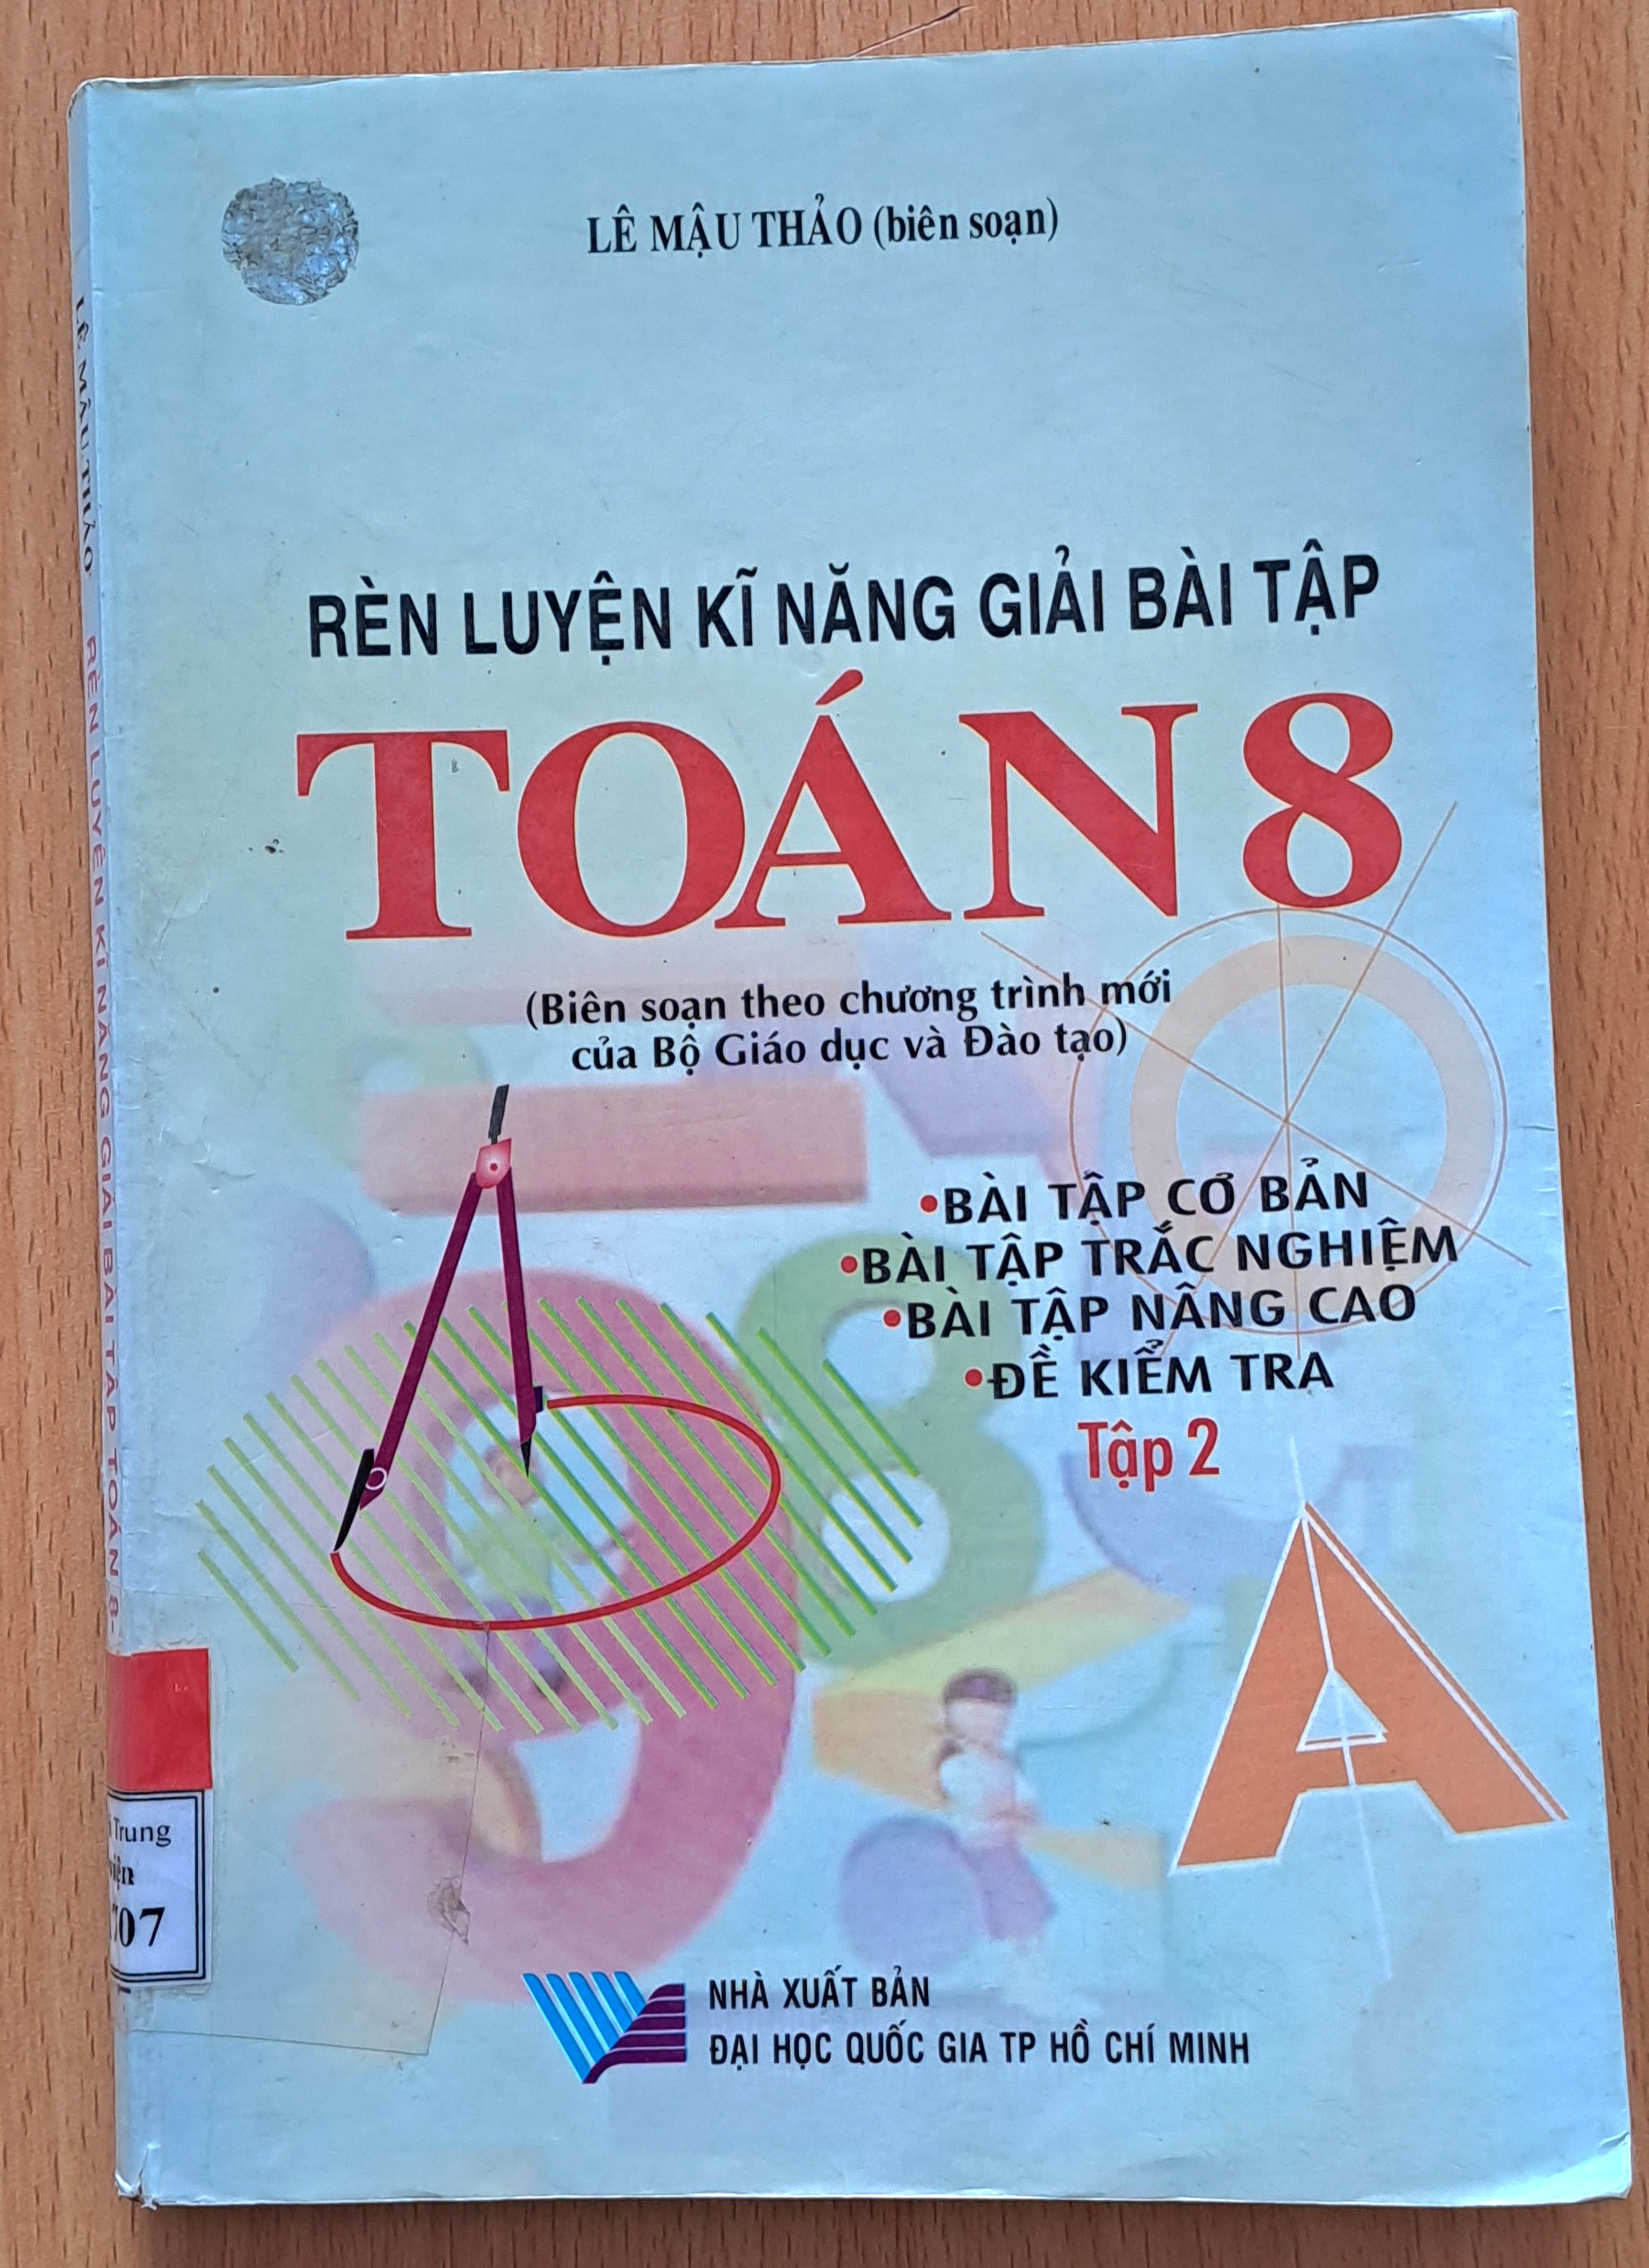 LÊ MẬU THẢO (biên soạn)
RÈN LUYỆN KĨ NĂNG GIẢI BÀI TẬP
TOÁN 8
(Biên soạn theo chương trình mới
của Bộ Giáo dục và Đào tạo)
•BÀI TẬP CƠ BẢN
•BÀI TẬP TRẮC NGHIỆM
•BÀI TẬP NÂNG CAO
•ĐỀ KIỂM TRA
Tập 2
NHÀ XUẤT BẢN
ĐẠI HỌC QUỐC GIA TP HỒ CHÍ MINH
LÊ MẬU THẢO RÈN LUYỆN KĨ NĂNG GIẢI BÀI TẬP TOÁN 8
Trung
07